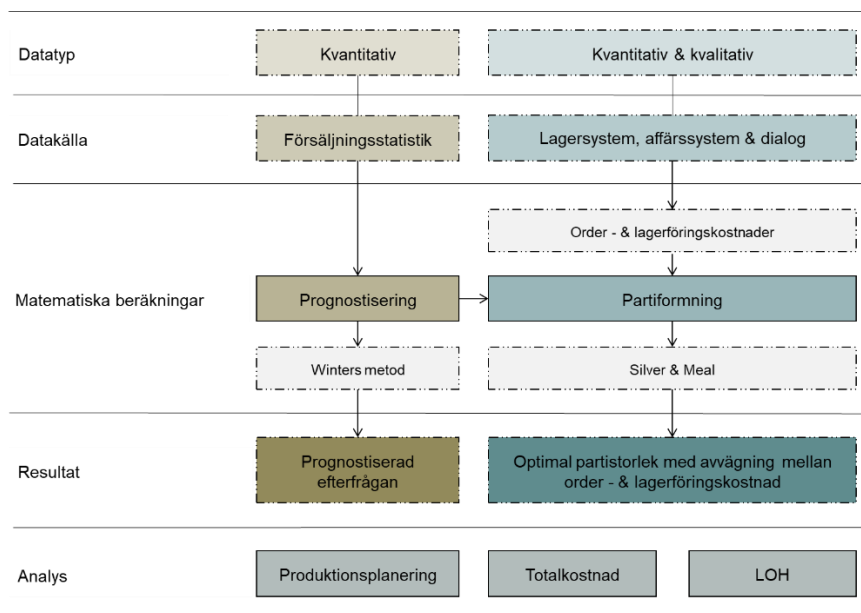 Datatyp
Kvantitativ
Kvantitativ & kvalitativ
Datakälla
Försäljningsstatistik
Lagersystem, affärssystem & dialog
Order - & lagerföringskostnader
Matematiska beräkningar
Prognostisering
Partiformning
Winters metod
Silver & Meal
Resultat
Prognostiserad
efterfrågan
Optimal partistorlek med avvägning mellan
order - & lagerföringskostnad
Analys
Produktionsplanering
Totalkostnad
LOH